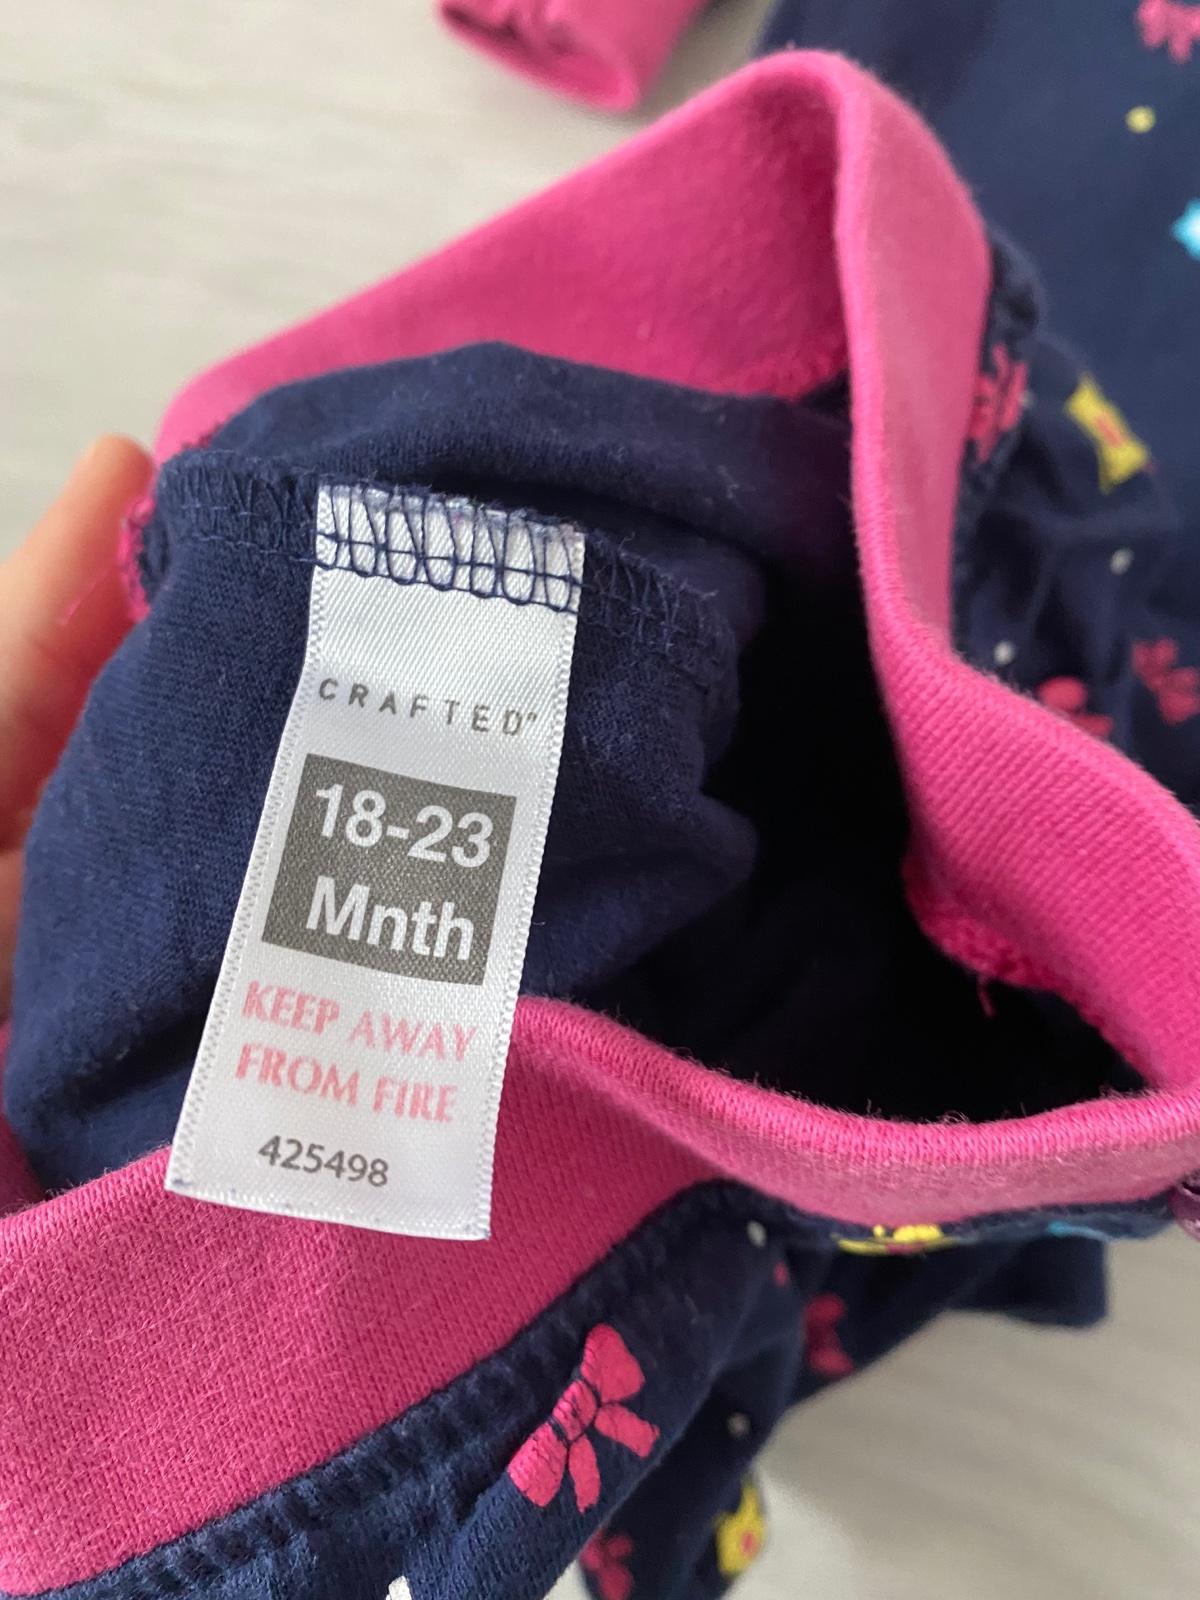 CRAFTED®
18-23
Mnth
KEEP AWAY
FROM FIRE
425498